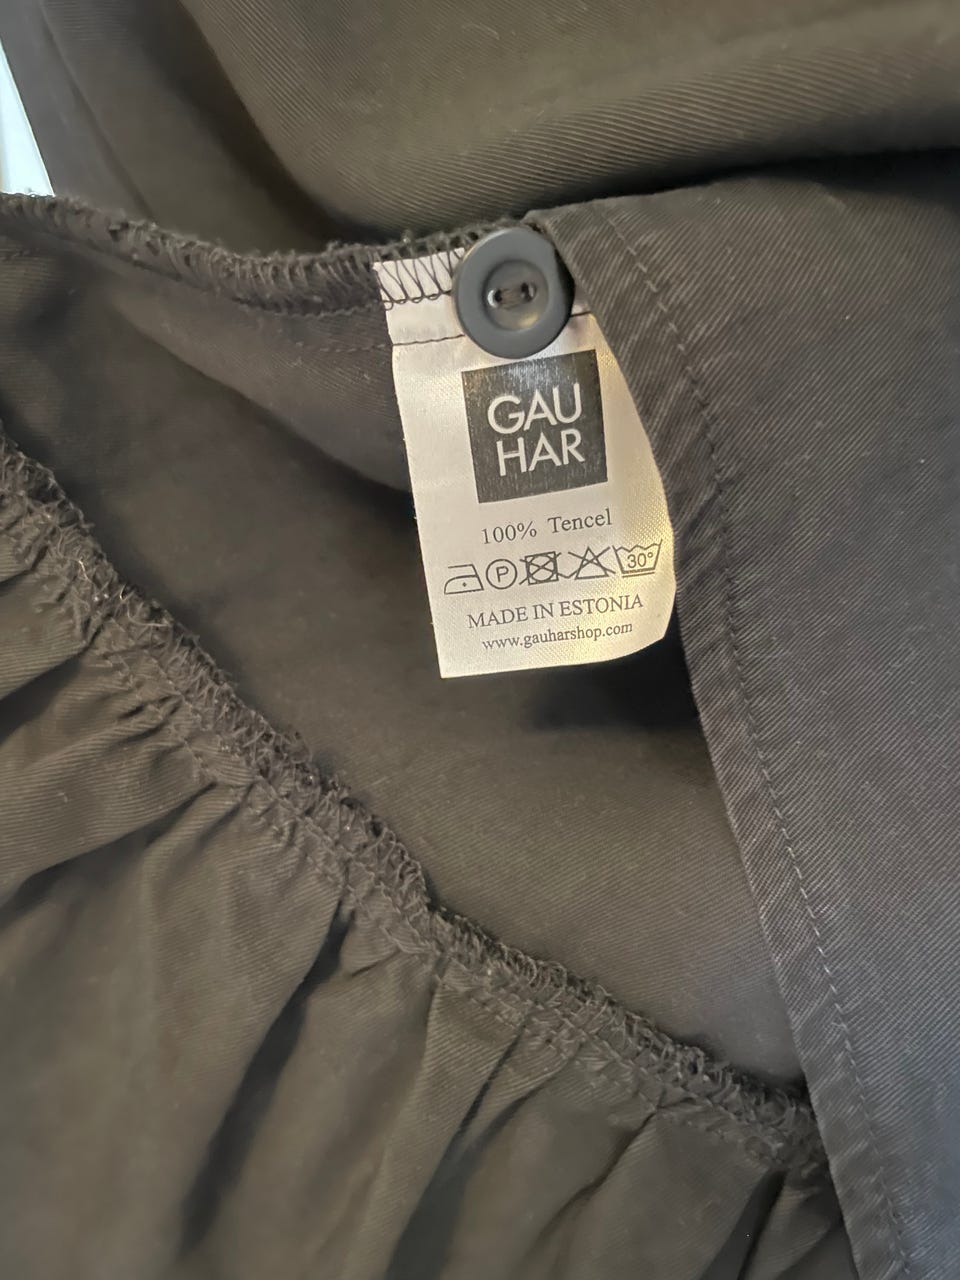 GAU
HAR
100% Tencel
P 30°
MADE IN ESTONIA
www.gauharshop.com